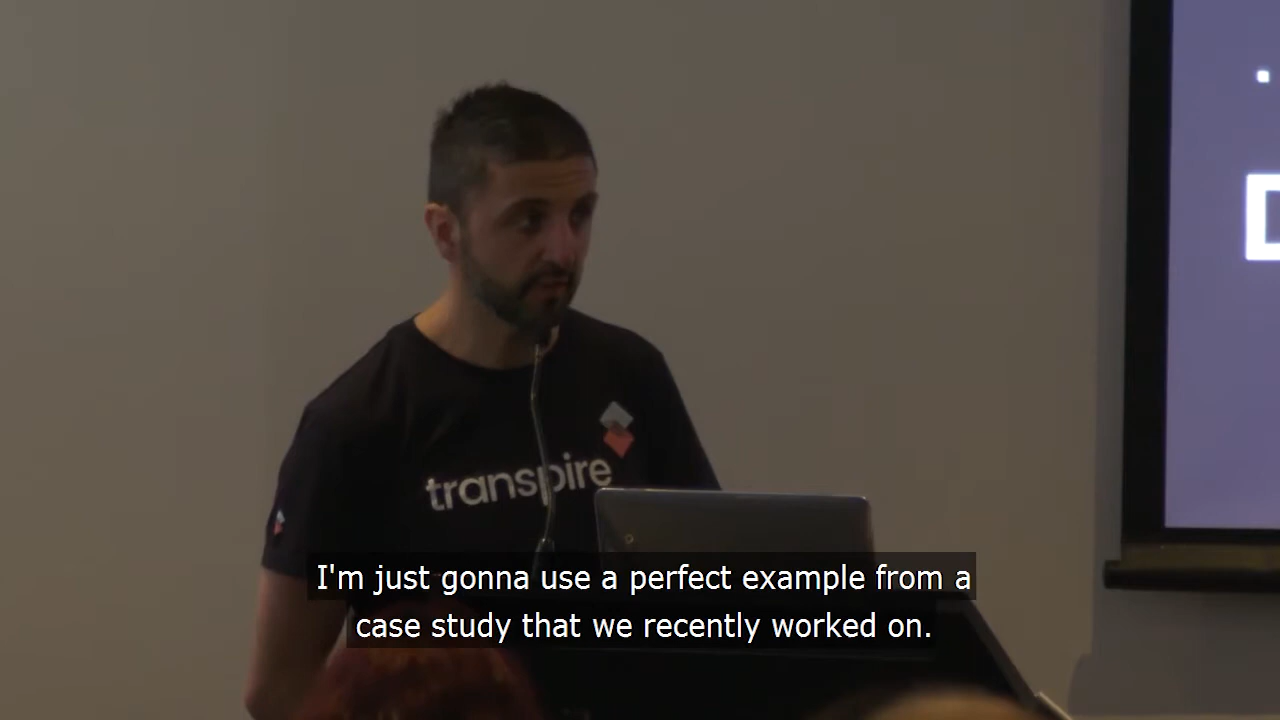 transpire
I'm just gonna use a perfect example from a
case study that we recently worked on.